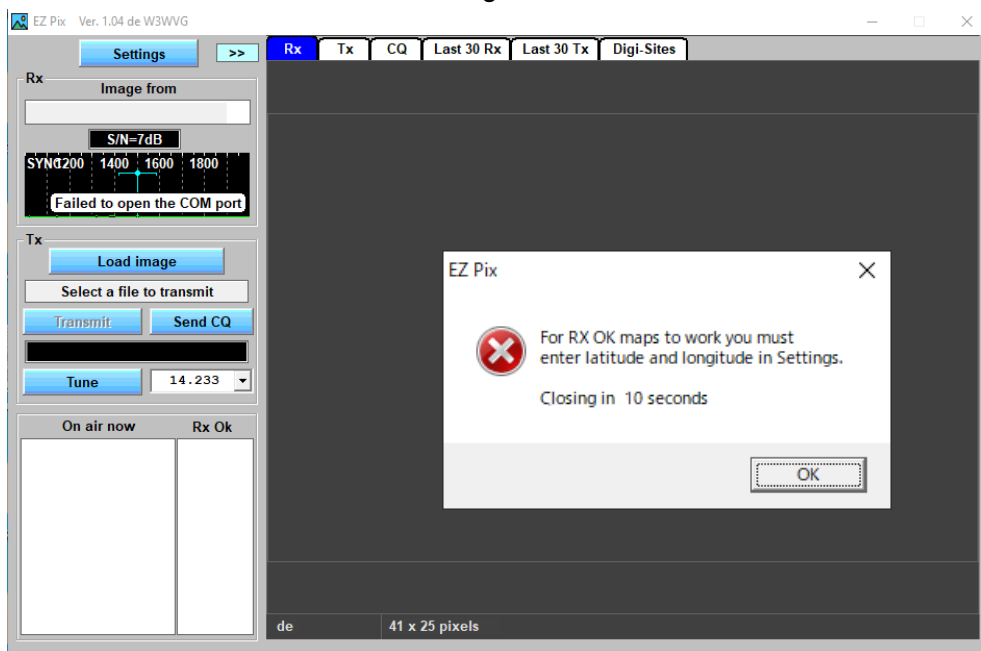 EZ Pix Ver. 1.04 de W3WVG
Settings
>>
Rx
Tx
CQ
Last 30 Rx
Last 30 Tx
Digi-Sites
Rx
Image from
S/N=7dB
SYNC
1200 1400 1600 1800
Failed to open the COM port
Tx
Load image
Select a file to transmit
Transmit
Send CQ
Tune
14.233
On air now
Rx Ok
EZ Pix
For RX OK maps to work you must
enter latitude and longitude in Settings.
Closing in 10 seconds
OK
de
41 x 25 pixels